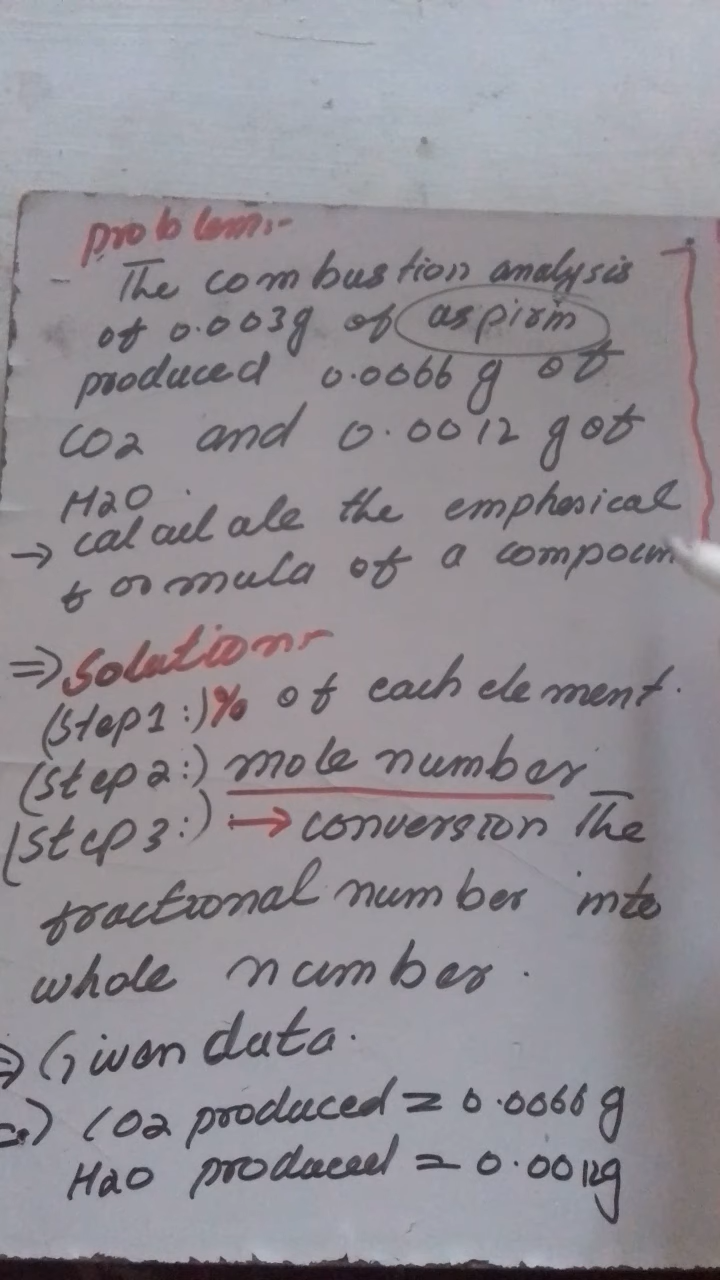 problem:-
The combustion analysis
of 0.003g of aspirin
produced 0.0066 g of
CO2 and 0.0012 g of
H2O.
→ calculate the empherical
formula of a compoun
⇒ Solution:-
(Step1:) % of each element.
(Step2:) mole number
(Step3:) → conversion The
fractional number into
whole number.
⇒ Given data.
CO2 produced = 0.0066 g
H2O produced = 0.0012g